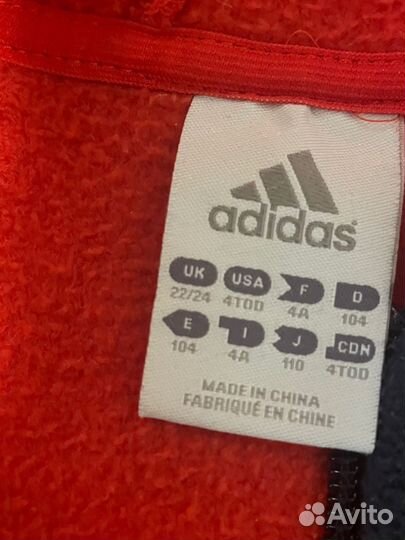 adidas
UK USA F D
22/24 4TOD 4A 104
E I J CDN
104 4A 110 4TOD
MADE IN CHINA
FABRIQUÉ EN CHINE
Avito